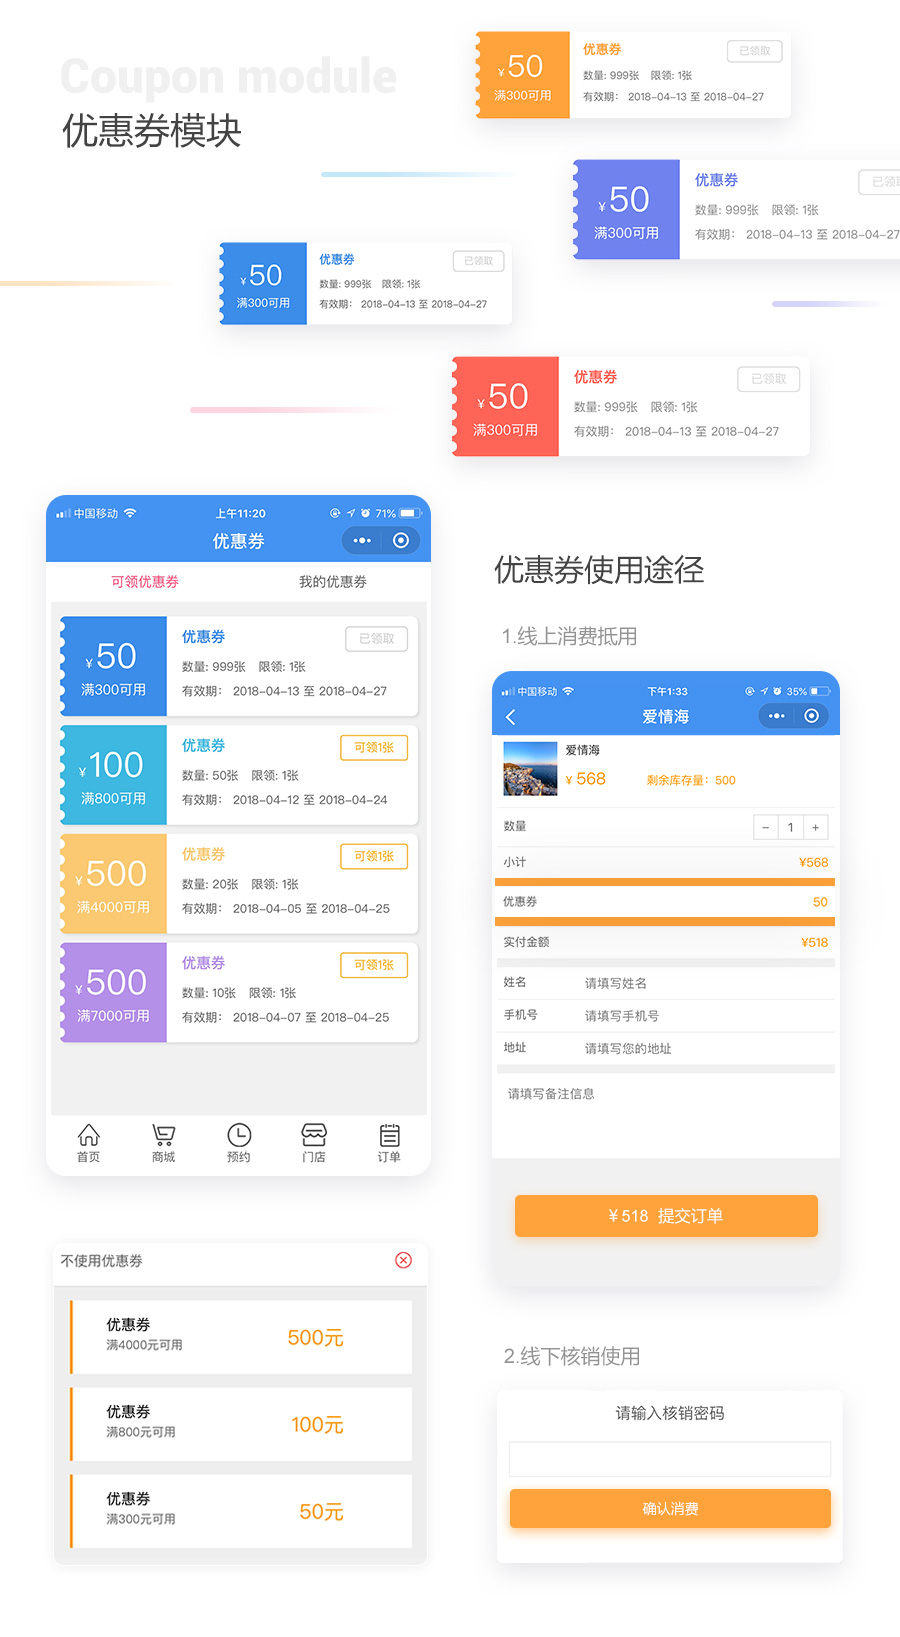 Coupon module
优惠券模块
¥50
满300可用
优惠券
已领取
数量: 999张 限领: 1张
有效期: 2018-04-13 至 2018-04-27
¥50
满300可用
优惠券
已领
数量: 999张 限领: 1张
有效期: 2018-04-13 至 2018-04-27
¥50
满300可用
优惠券
已领取
数量: 999张 限领: 1张
有效期: 2018-04-13 至 2018-04-27
¥50
满300可用
优惠券
已领取
数量: 999张 限领: 1张
有效期: 2018-04-13 至 2018-04-27
中国移动 上午11:20 71%
优惠券
可领优惠券 我的优惠券
¥50
满300可用
优惠券
已领取
数量: 999张 限领: 1张
有效期: 2018-04-13 至 2018-04-27
¥100
满800可用
优惠券
可领1张
数量: 50张 限领: 1张
有效期: 2018-04-12 至 2018-04-24
¥500
满4000可用
优惠券
可领1张
数量: 20张 限领: 1张
有效期: 2018-04-05 至 2018-04-25
¥500
满7000可用
优惠券
可领1张
数量: 10张 限领: 1张
有效期: 2018-04-07 至 2018-04-25
首页 商城 预约 门店 订单
优惠券使用途径
1.线上消费抵用
中国移动 下午1:33 35%
爱情海
爱情海
¥ 568 剩余库存量: 500
数量 − 1 +
小计 ¥568
优惠券 50
实付金额 ¥518
姓名 请填写姓名
手机号 请填写手机号
地址 请填写您的地址
请填写备注信息
¥518 提交订单
不使用优惠券
优惠券
满4000元可用
500元
优惠券
满800元可用
100元
优惠券
满300元可用
50元
2.线下核销使用
请输入核销密码
确认消费